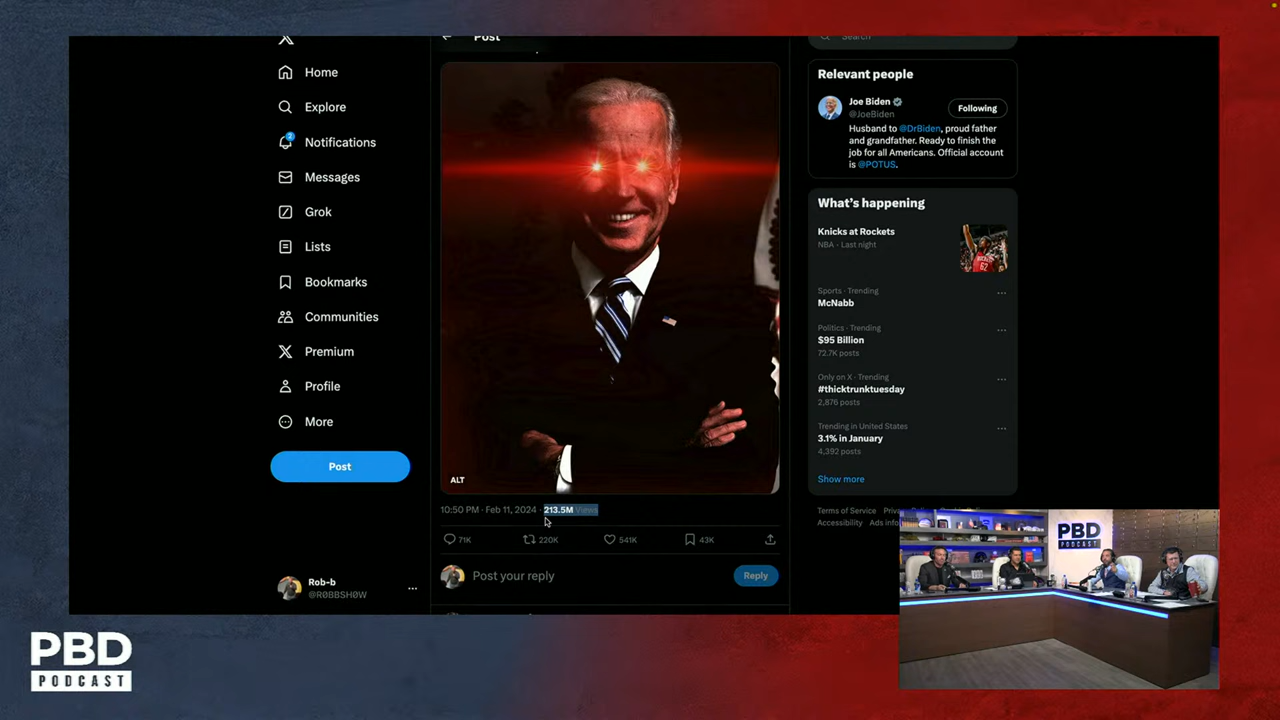 Home
Explore
2
Notifications
Messages
Grok
Lists
Bookmarks
Communities
Premium
Profile
More
Post
Rob-b
@R0BBSH0W
Post
ALT
10:50 PM · Feb 11, 2024 · 213.5M Views
71K
220K
541K
43K
Post your reply
Reply
Search
Relevant people
Joe Biden
@JoeBiden
Following
Husband to @DrBiden, proud father
and grandfather. Ready to finish the
job for all Americans. Official account
is @POTUS.
What's happening
Knicks at Rockets
NBA · Last night
Sports · Trending
McNabb
Politics · Trending
$95 Billion
72.7K posts
Only on X · Trending
#thicktrunktuesday
2,876 posts
Trending in United States
3.1% in January
4,392 posts
Show more
Terms of Service
Accessibility
Ads info
PBD
PODCAST
PBD
PODCAST